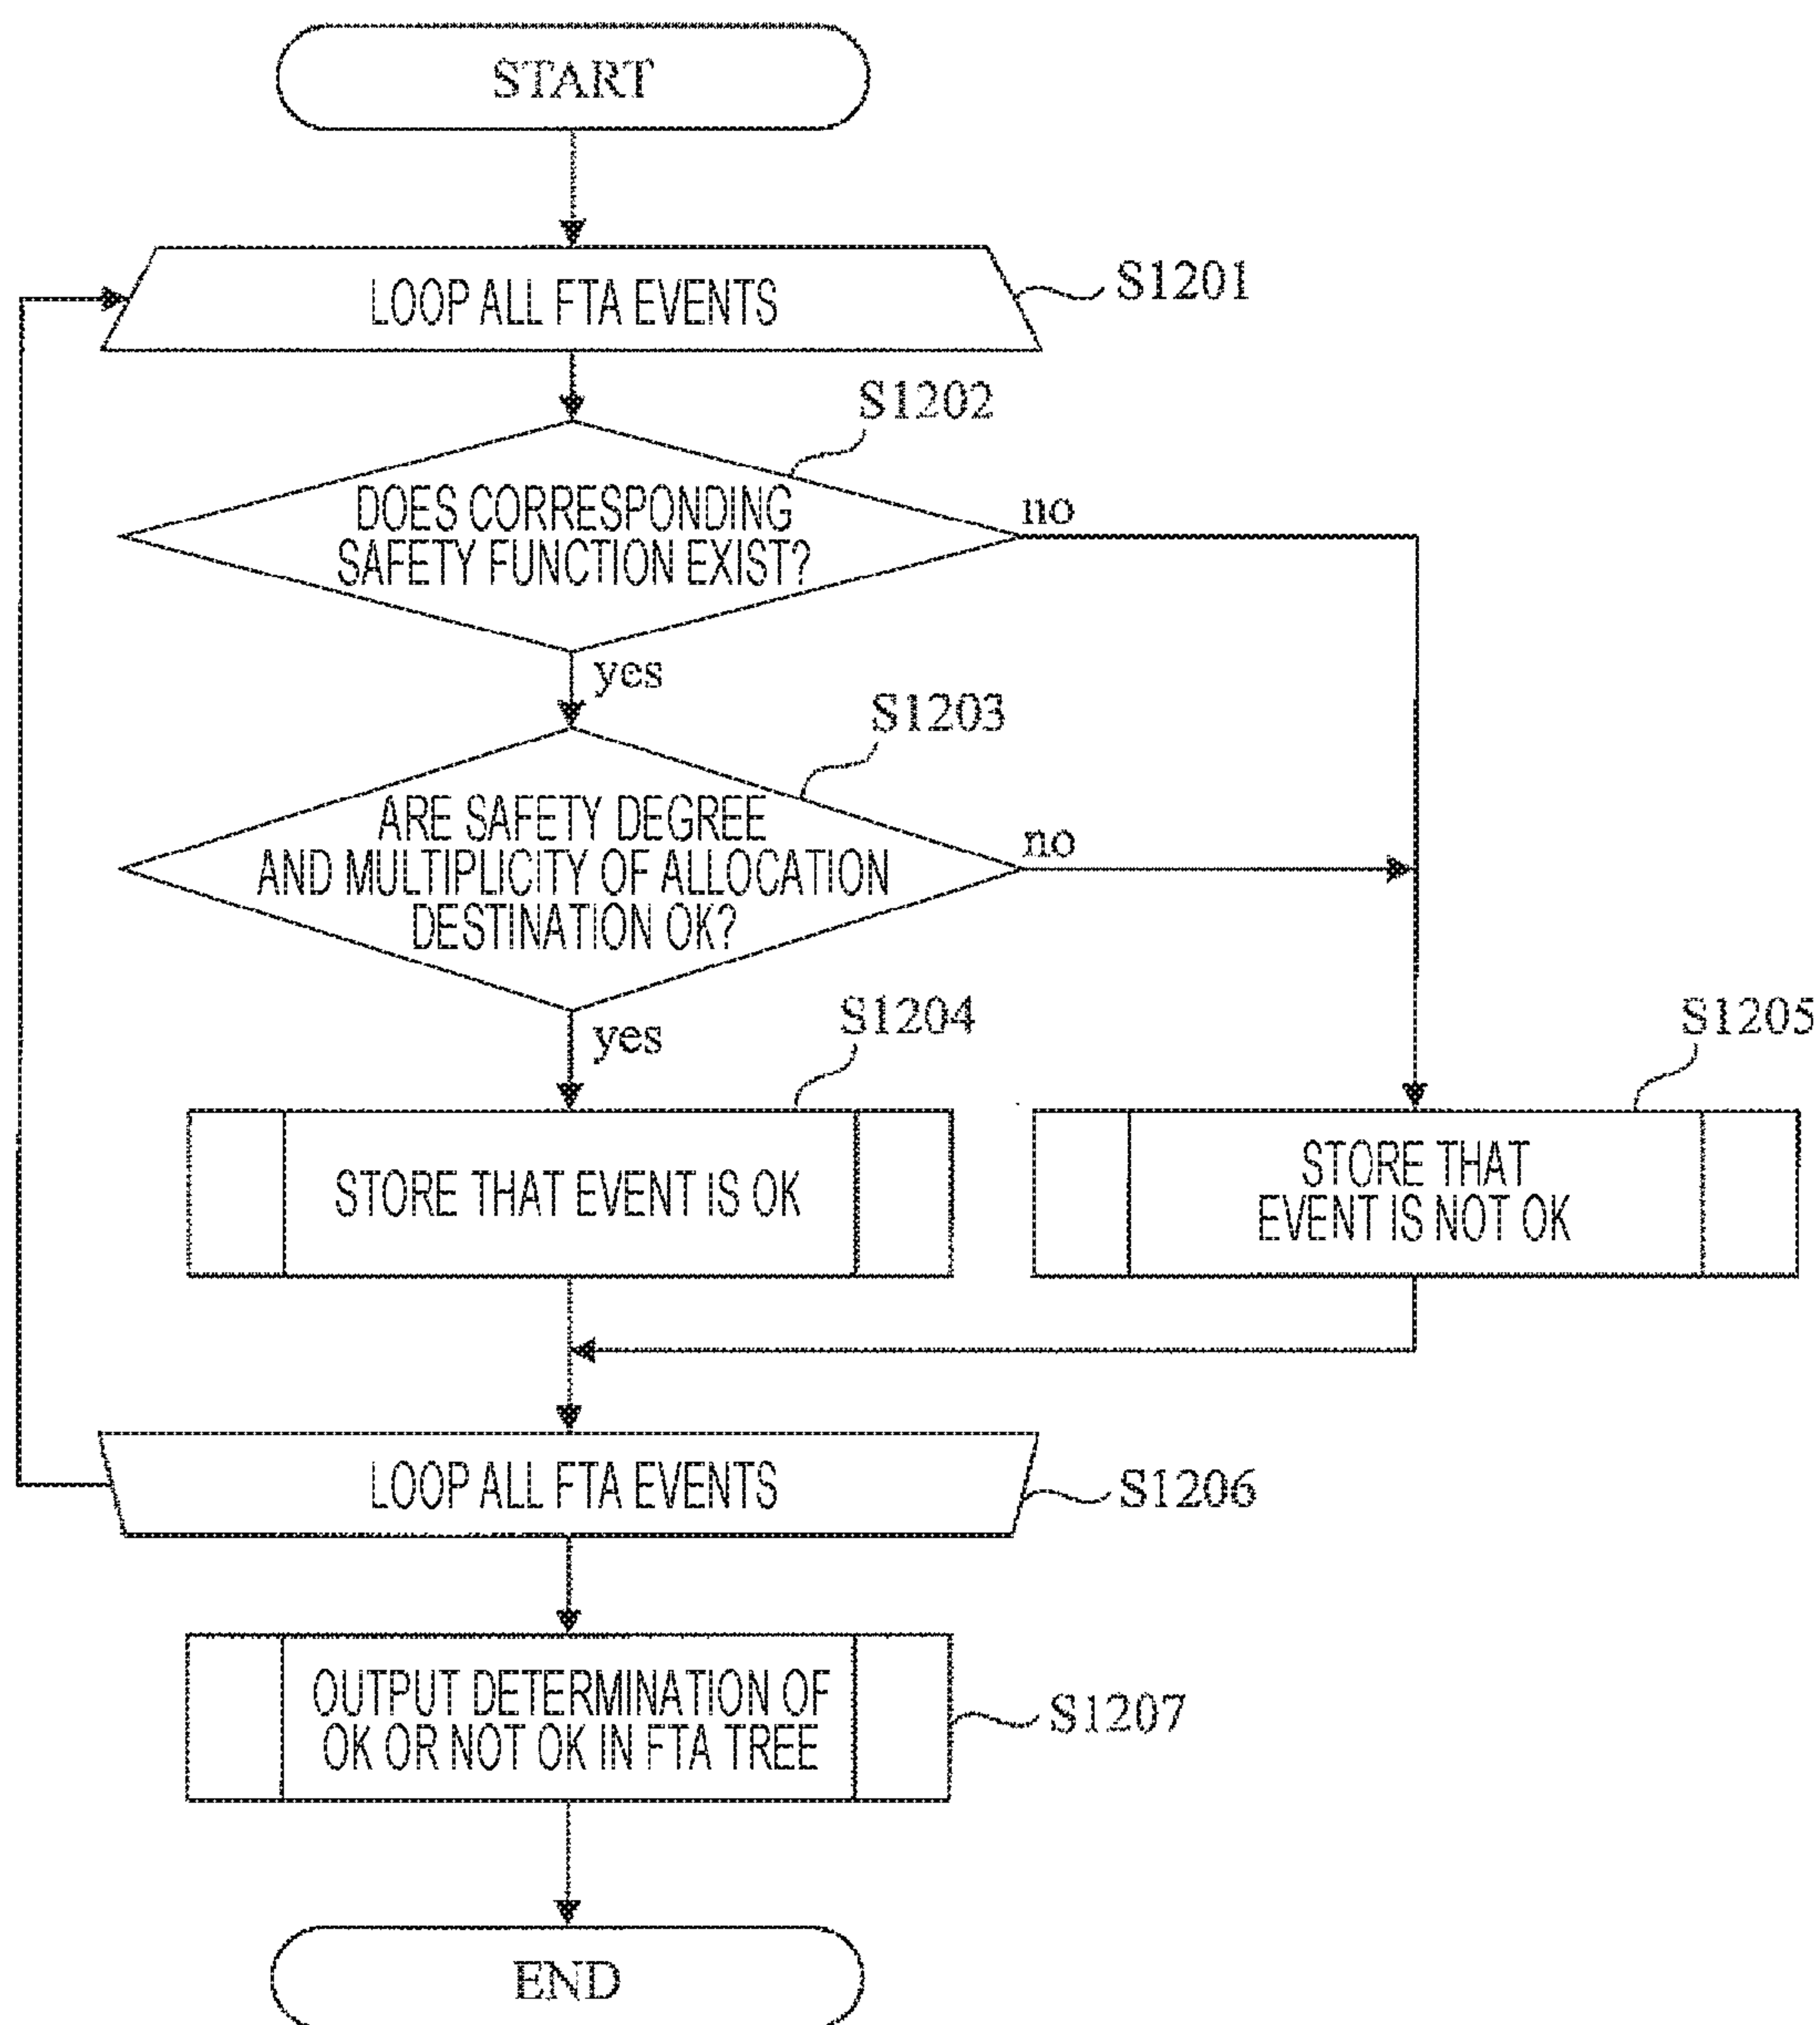 START
LOOP ALL FTA EVENTS
S1201
S1202
DOES CORRESPONDING
SAFETY FUNCTION EXIST?
no
yes
S1203
ARE SAFETY DEGREE
AND MULTIPLICITY OF ALLOCATION
DESTINATION OK?
no
yes
S1204
STORE THAT EVENT IS OK
S1205
STORE THAT
EVENT IS NOT OK
LOOP ALL FTA EVENTS
S1206
OUTPUT DETERMINATION OF
OK OR NOT OK IN FTA TREE
S1207
END